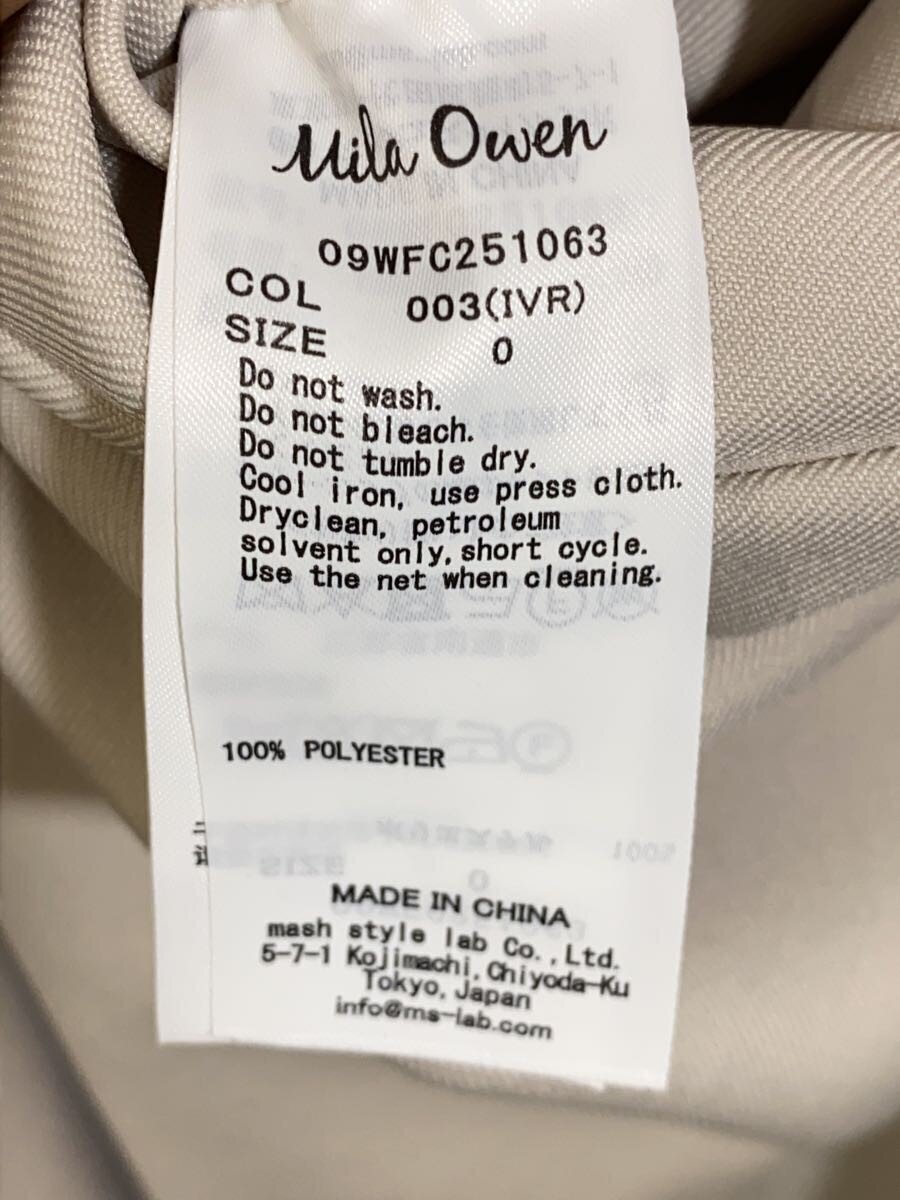 Mila Owen
09WFC251063
COL 003(IVR)
SIZE 0
Do not wash.
Do not bleach.
Do not tumble dry.
Cool iron, use press cloth.
Dryclean, petroleum
solvent only,short cycle.
Use the net when cleaning.
100% POLYESTER
MADE IN CHINA
mash style lab Co.,Ltd.
5-7-1 Kojimachi,Chiyoda-Ku
Tokyo,Japan
info@ms-lab.com